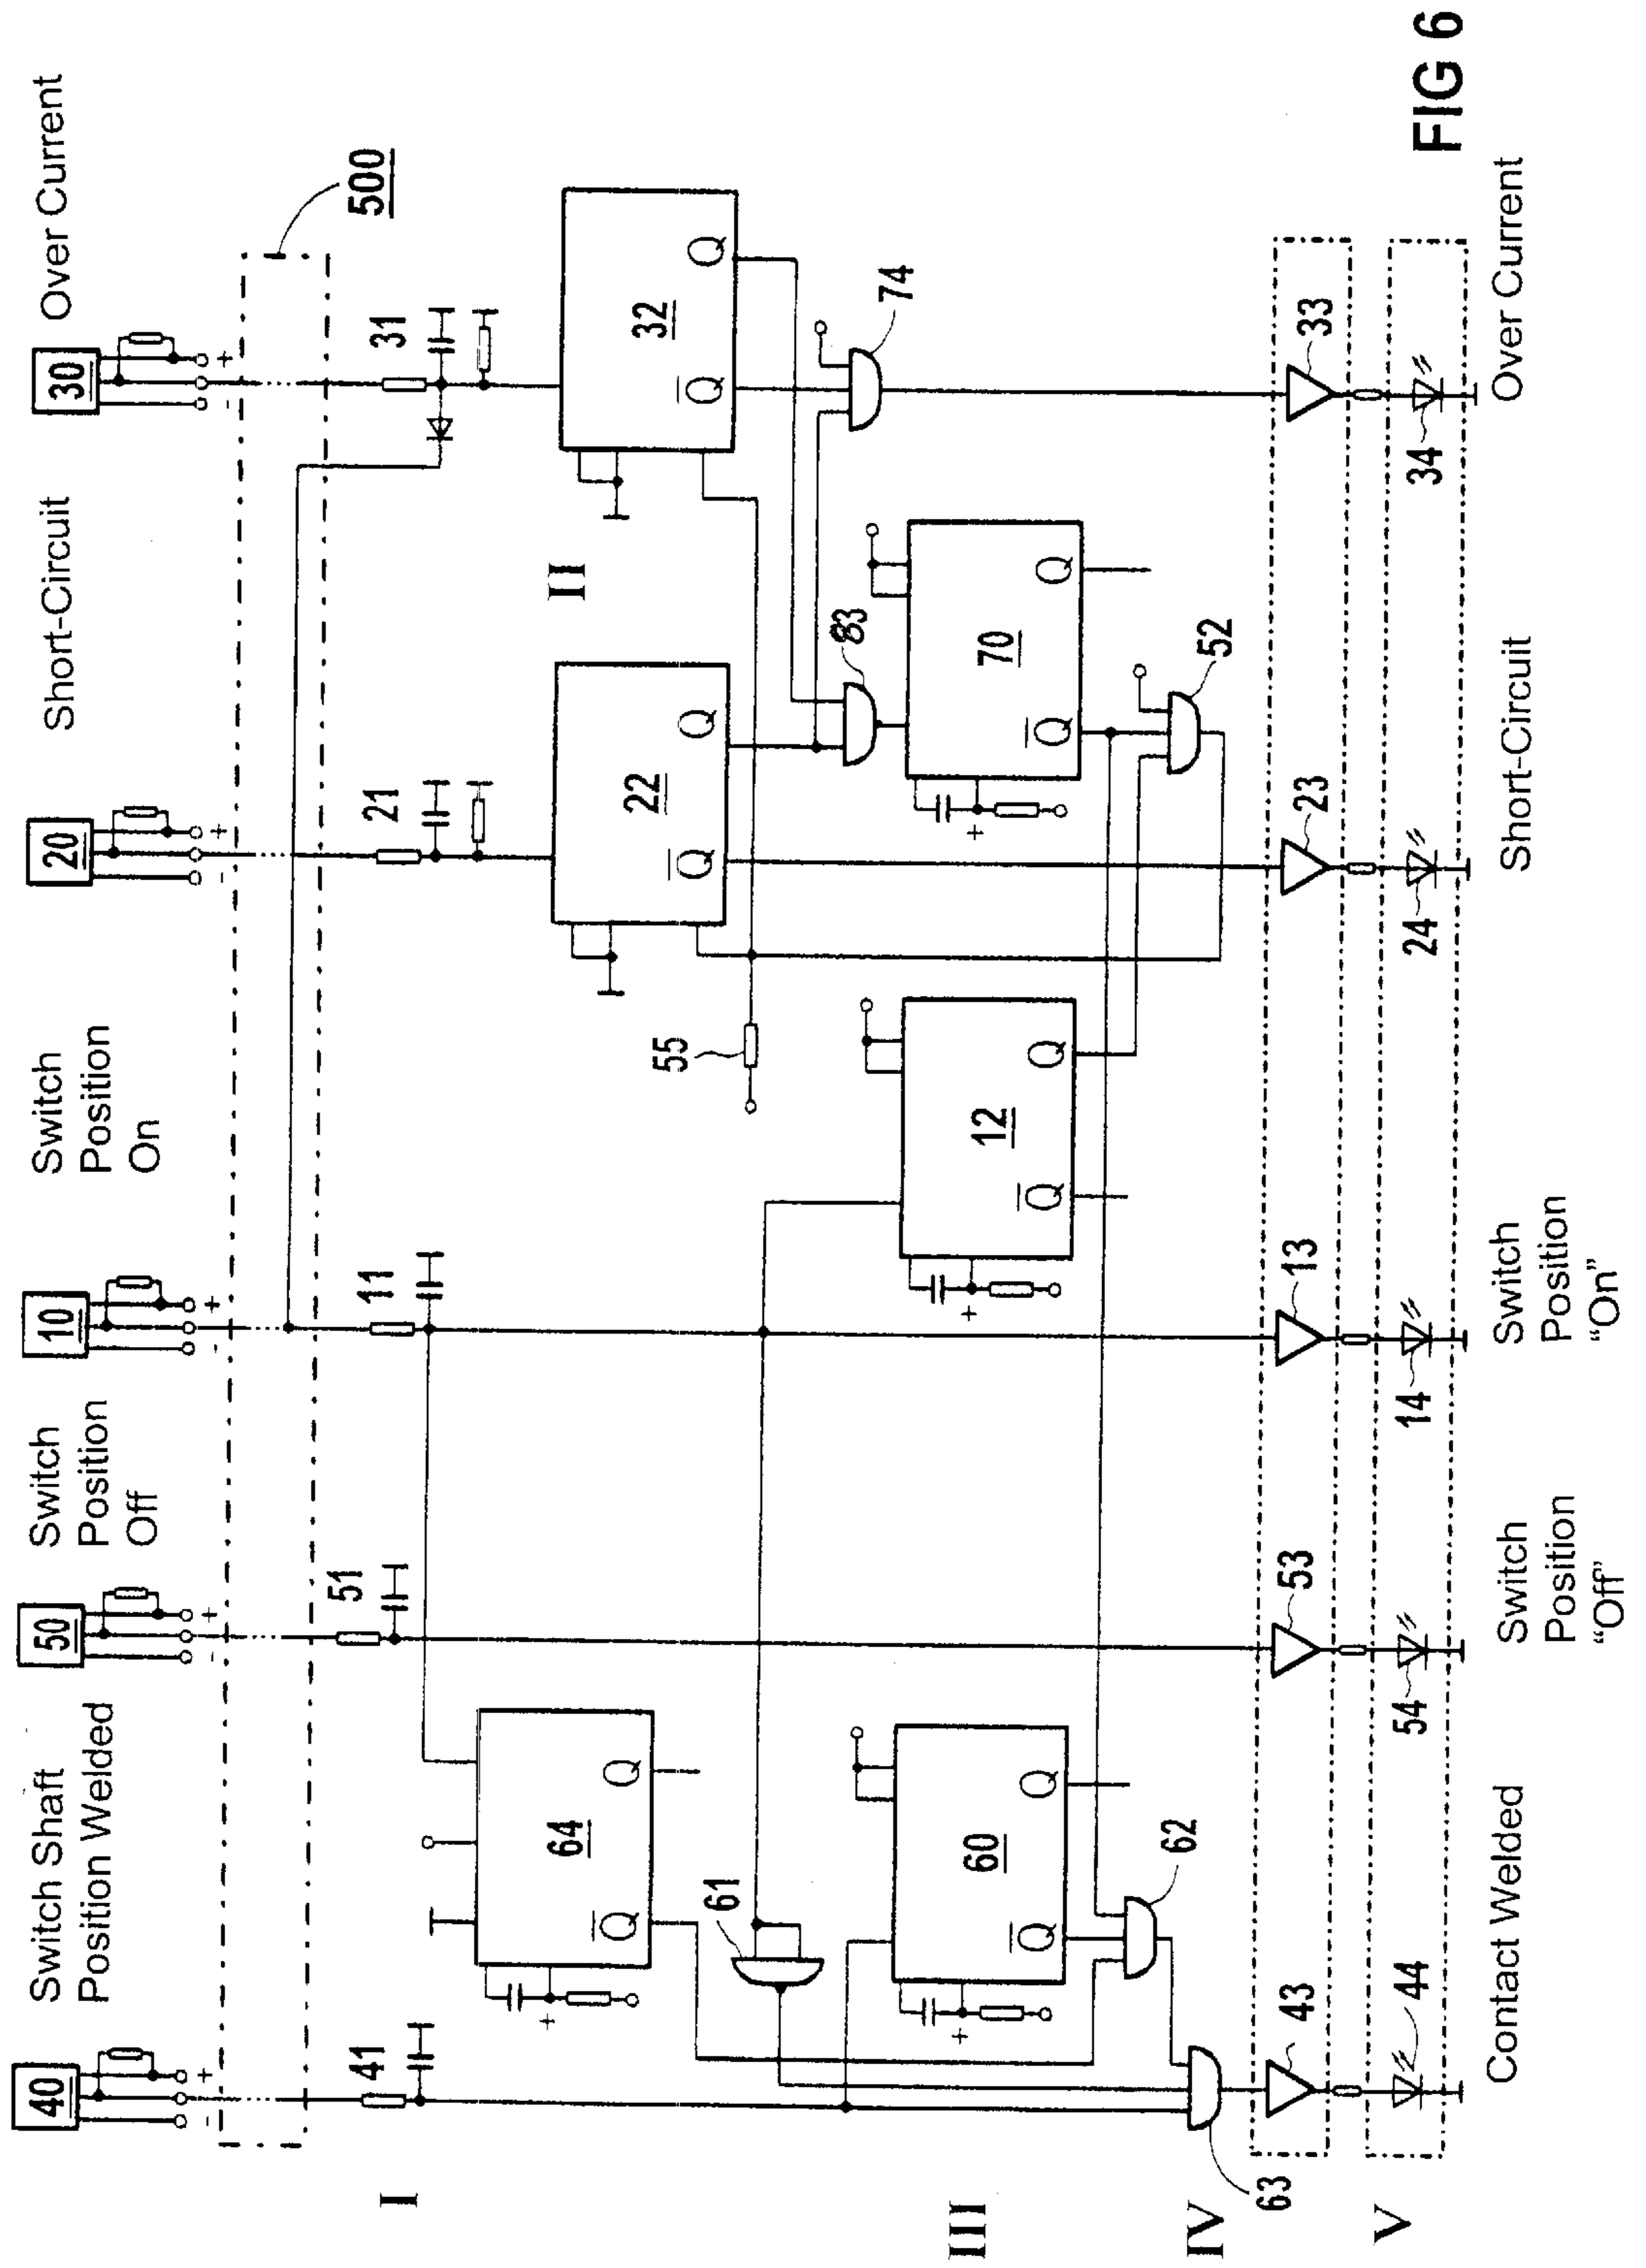 Switch Shaft
Position Welded
Switch
Position
Off
Switch
Position
On
Short-Circuit
Over Current
40
50
10
20
30
- +
- +
- +
- +
- +
500
I
41
51
11
21
31
II
64
Q̅ Q
22
Q̅ Q
32
Q̅ Q
+
61
55
83
74
III
60
Q̅ Q
+
12
Q̅ Q
+
70
Q̅ Q
+
62
52
IV
63
43
53
13
23
33
V
44
54
14
24
34
Contact Welded
Switch
Position
“Off”
Switch
Position
“On”
Short-Circuit
Over Current
FIG 6